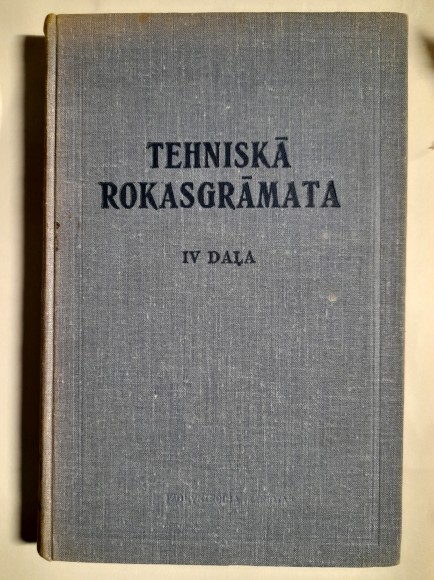 TEHNISKĀ
ROKASGRĀMATA
IV DAĻA